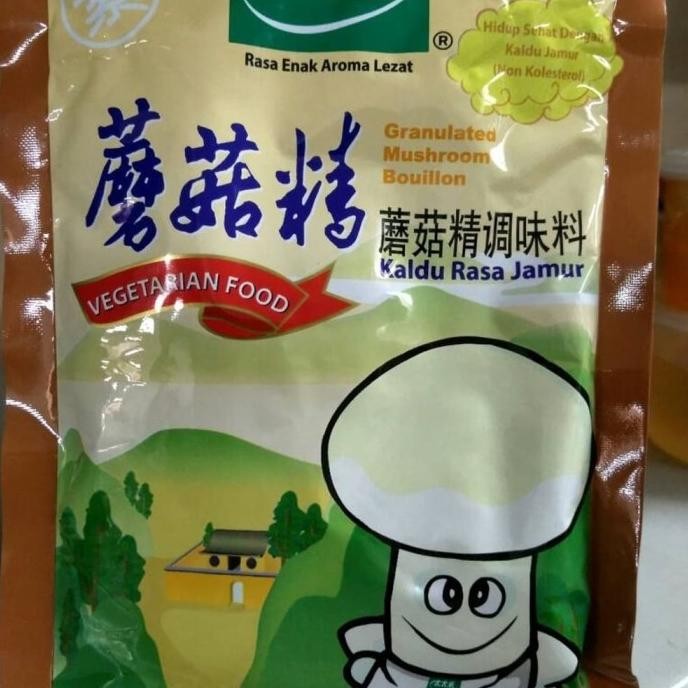 Rasa Enak Aroma Lezat
®
Hidup Sehat Dengan
Kaldu Jamur
(Non Kolesterol)
蘑菇精
Granulated
Mushroom
Bouillon
蘑菇精调味料
Kaldu Rasa Jamur
VEGETARIAN FOOD